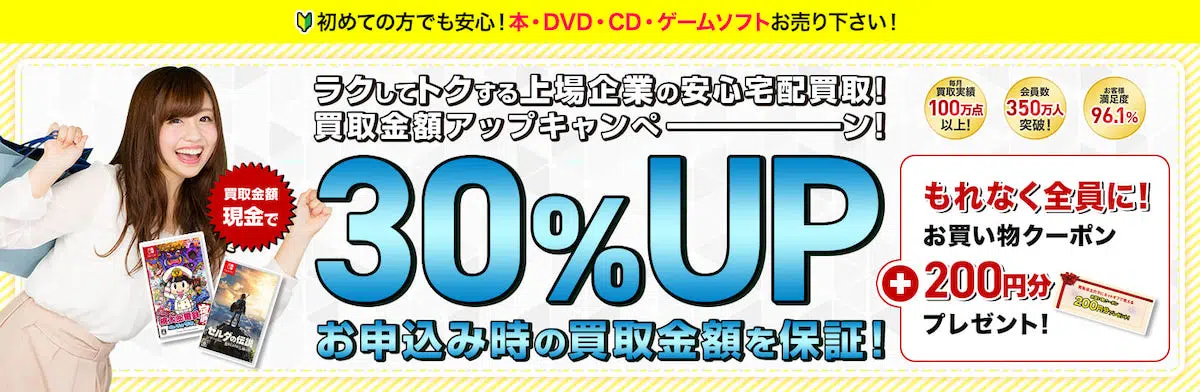 初めての方でも安心！本・DVD・CD・ゲームソフトお売り下さい！
ラクしてトクする上場企業の安心宅配買取！
買取金額アップキャンペーーーーーン！
30%UP
お申込み時の買取金額を保証！
買取金額
現金で
ゼルダの伝説
毎月
買取実績
100万点
以上！
会員数
350万人
突破！
お客様
満足度
96.1%
もれなく全員に！
お買い物クーポン
+200円分
プレゼント！
200円分